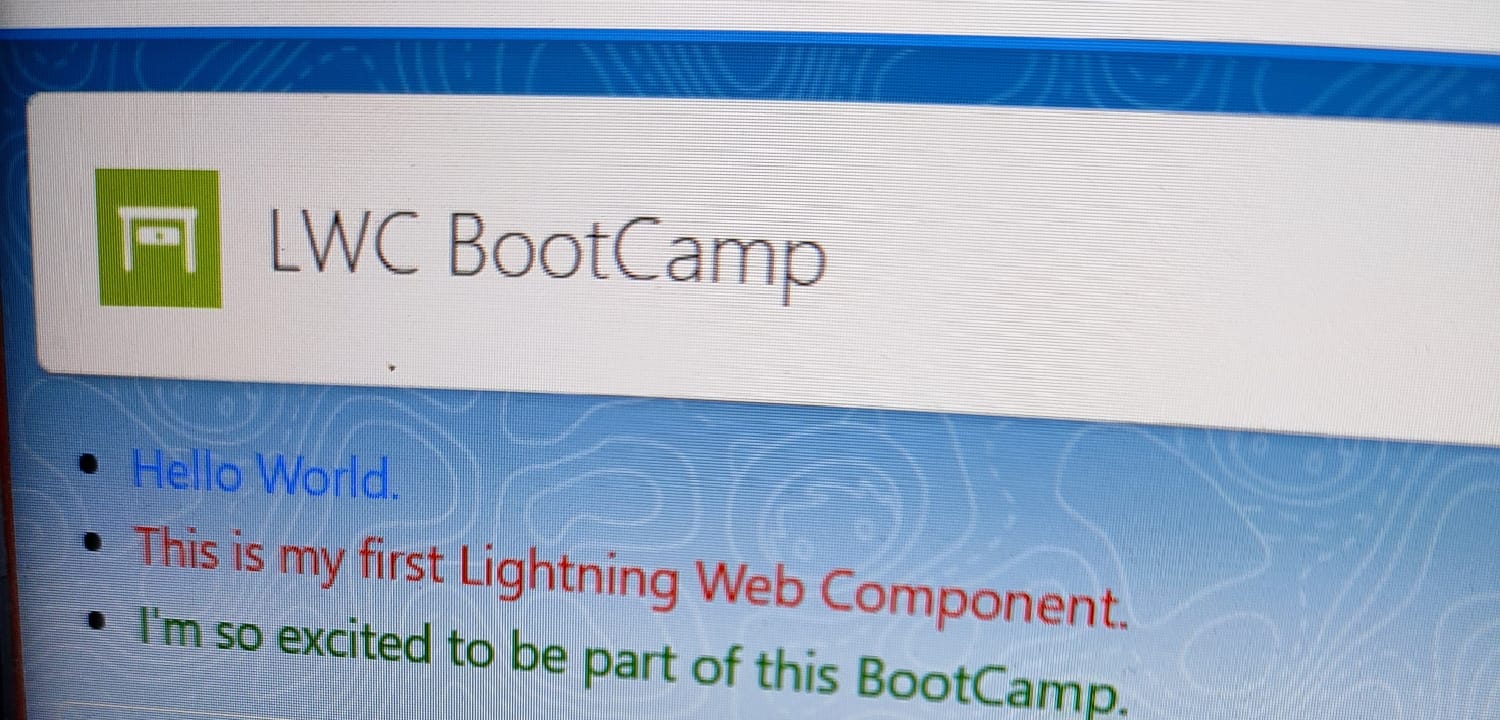 LWC BootCamp
Hello World.
This is my first Lightning Web Component.
I'm so excited to be part of this BootCamp.